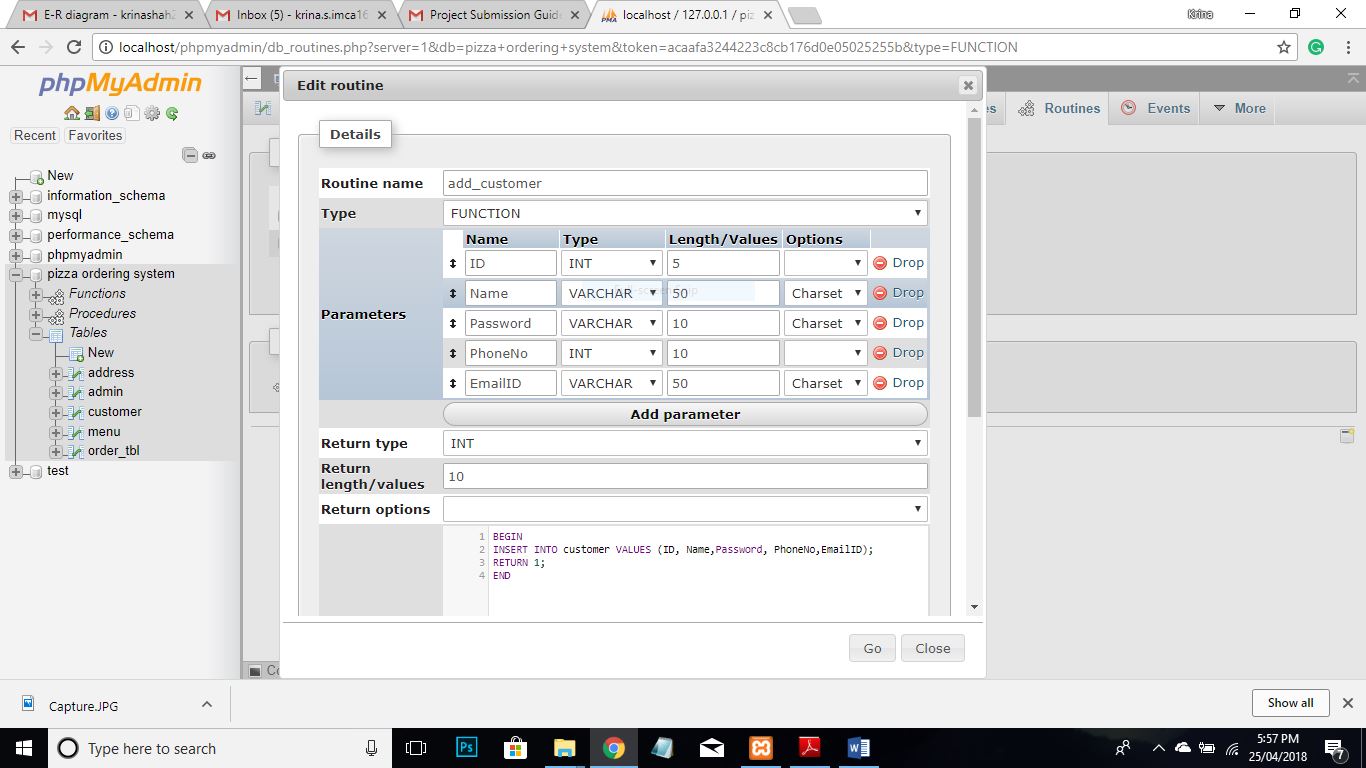 E-R diagram - krinashah2
Inbox (5) - krina.s.imca16
Project Submission Guid
localhost / 127.0.0.1 / piz
Krina
localhost/phpmyadmin/db_routines.php?server=1&db=pizza+ordering+system&token=acaafa3244223c82b176d0e05025255b&type=FUNCTION
phpMyAdmin
Recent Favorites
New
information_schema
mysql
performance_schema
phpmyadmin
pizza ordering system
Functions
Procedures
Tables
New
address
admin
customer
menu
order_tbl
test
es Routines Events More
Edit routine
Details
Routine name add_customer
Type FUNCTION
Parameters
Name Type Length/Values Options
ID INT 5 Drop
Name VARCHAR 50 Charset Drop
Password VARCHAR 10 Charset Drop
PhoneNo INT 10 Drop
EmailID VARCHAR 50 Charset Drop
Add parameter
Return type INT
Return length/values 10
Return options
1 BEGIN
2 INSERT INTO customer VALUES (ID, Name,Password, PhoneNo,EmailID);
3 RETURN 1;
4 END
Go Close
Capture.JPG
Show all
Type here to search
5:57 PM
25/04/2018
7